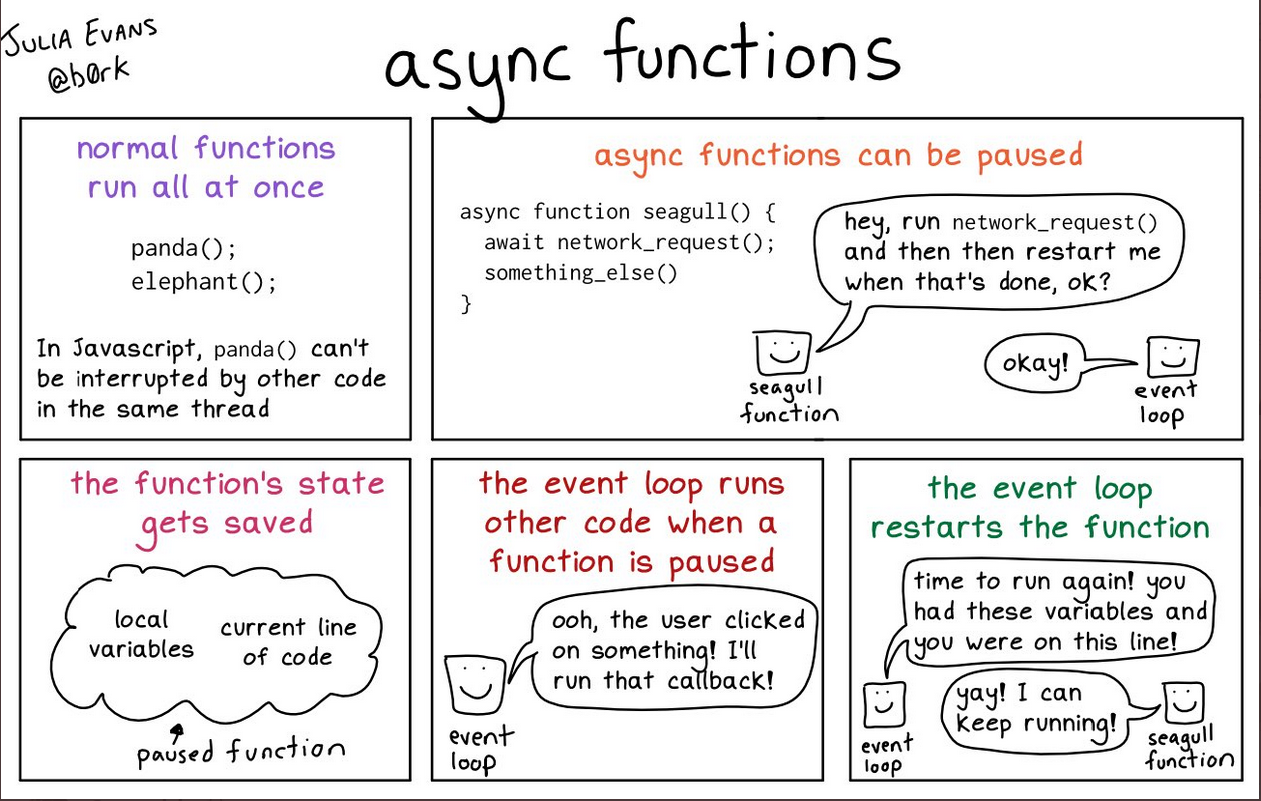 JULIA EVANS
@b0rk
async functions
normal functions
run all at once
panda();
elephant();
In Javascript, panda() can't
be interrupted by other code
in the same thread
async functions can be paused
async function seagull() {
  await network_request();
  something_else()
}
hey, run network_request()
and then then restart me
when that's done, ok?
seagull
function
okay!
event
loop
the function's state
gets saved
local
variables
current line
of code
paused function
the event loop runs
other code when a
function is paused
ooh, the user clicked
on something! I'll
run that callback!
event
loop
the event loop
restarts the function
time to run again! you
had these variables and
you were on this line!
event
loop
yay! I can
keep running!
seagull
function